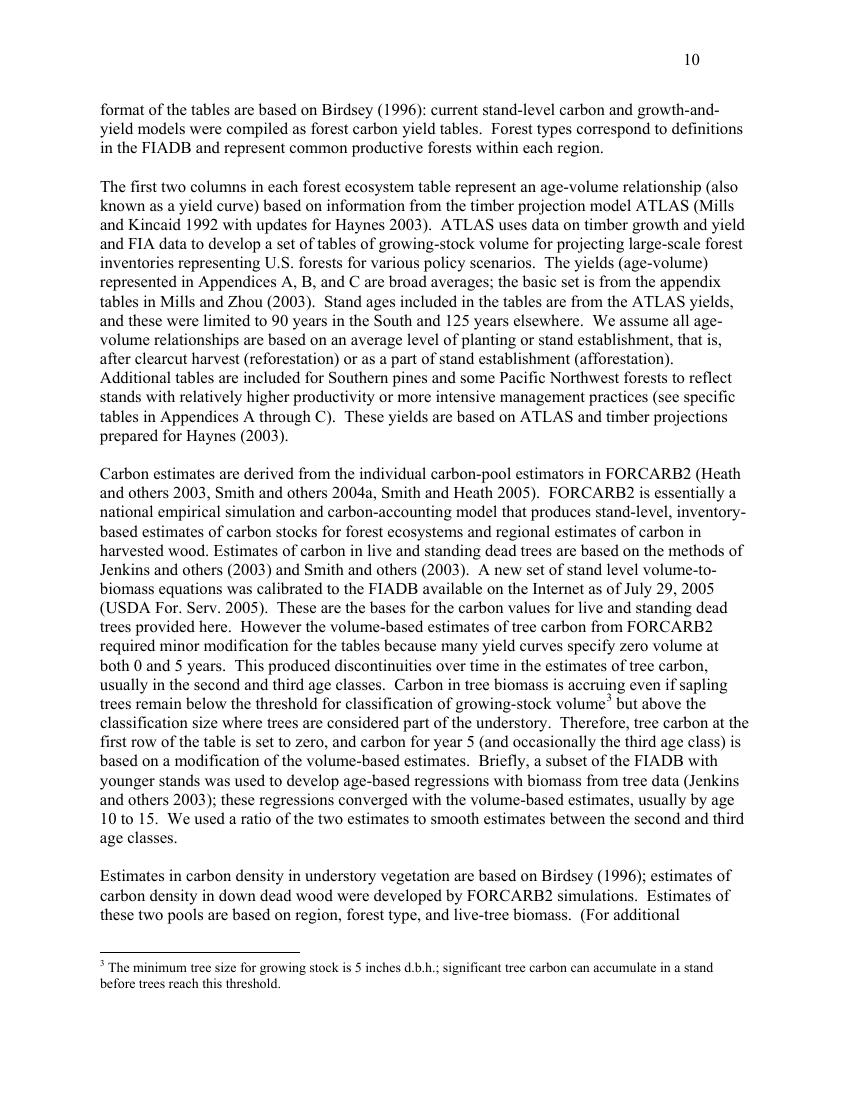 10
format of the tables are based on Birdsey (1996): current stand-level carbon and growth-and-
yield models were compiled as forest carbon yield tables.  Forest types correspond to definitions
in the FIADB and represent common productive forests within each region.
The first two columns in each forest ecosystem table represent an age-volume relationship (also
known as a yield curve) based on information from the timber projection model ATLAS (Mills
and Kincaid 1992 with updates for Haynes 2003).  ATLAS uses data on timber growth and yield
and FIA data to develop a set of tables of growing-stock volume for projecting large-scale forest
inventories representing U.S. forests for various policy scenarios.  The yields (age-volume)
represented in Appendices A, B, and C are broad averages; the basic set is from the appendix
tables in Mills and Zhou (2003).  Stand ages included in the tables are from the ATLAS yields,
and these were limited to 90 years in the South and 125 years elsewhere.  We assume all age-
volume relationships are based on an average level of planting or stand establishment, that is,
after clearcut harvest (reforestation) or as a part of stand establishment (afforestation).
Additional tables are included for Southern pines and some Pacific Northwest forests to reflect
stands with relatively higher productivity or more intensive management practices (see specific
tables in Appendices A through C).  These yields are based on ATLAS and timber projections
prepared for Haynes (2003).
Carbon estimates are derived from the individual carbon-pool estimators in FORCARB2 (Heath
and others 2003, Smith and others 2004a, Smith and Heath 2005).  FORCARB2 is essentially a
national empirical simulation and carbon-accounting model that produces stand-level, inventory-
based estimates of carbon stocks for forest ecosystems and regional estimates of carbon in
harvested wood. Estimates of carbon in live and standing dead trees are based on the methods of
Jenkins and others (2003) and Smith and others (2003).  A new set of stand level volume-to-
biomass equations was calibrated to the FIADB available on the Internet as of July 29, 2005
(USDA For. Serv. 2005).  These are the bases for the carbon values for live and standing dead
trees provided here.  However the volume-based estimates of tree carbon from FORCARB2
required minor modification for the tables because many yield curves specify zero volume at
both 0 and 5 years.  This produced discontinuities over time in the estimates of tree carbon,
usually in the second and third age classes.  Carbon in tree biomass is accruing even if sapling
trees remain below the threshold for classification of growing-stock volume3 but above the
classification size where trees are considered part of the understory.  Therefore, tree carbon at the
first row of the table is set to zero, and carbon for year 5 (and occasionally the third age class) is
based on a modification of the volume-based estimates.  Briefly, a subset of the FIADB with
younger stands was used to develop age-based regressions with biomass from tree data (Jenkins
and others 2003); these regressions converged with the volume-based estimates, usually by age
10 to 15.  We used a ratio of the two estimates to smooth estimates between the second and third
age classes.
Estimates in carbon density in understory vegetation are based on Birdsey (1996); estimates of
carbon density in down dead wood were developed by FORCARB2 simulations.  Estimates of
these two pools are based on region, forest type, and live-tree biomass.  (For additional
3 The minimum tree size for growing stock is 5 inches d.b.h.; significant tree carbon can accumulate in a stand
before trees reach this threshold.